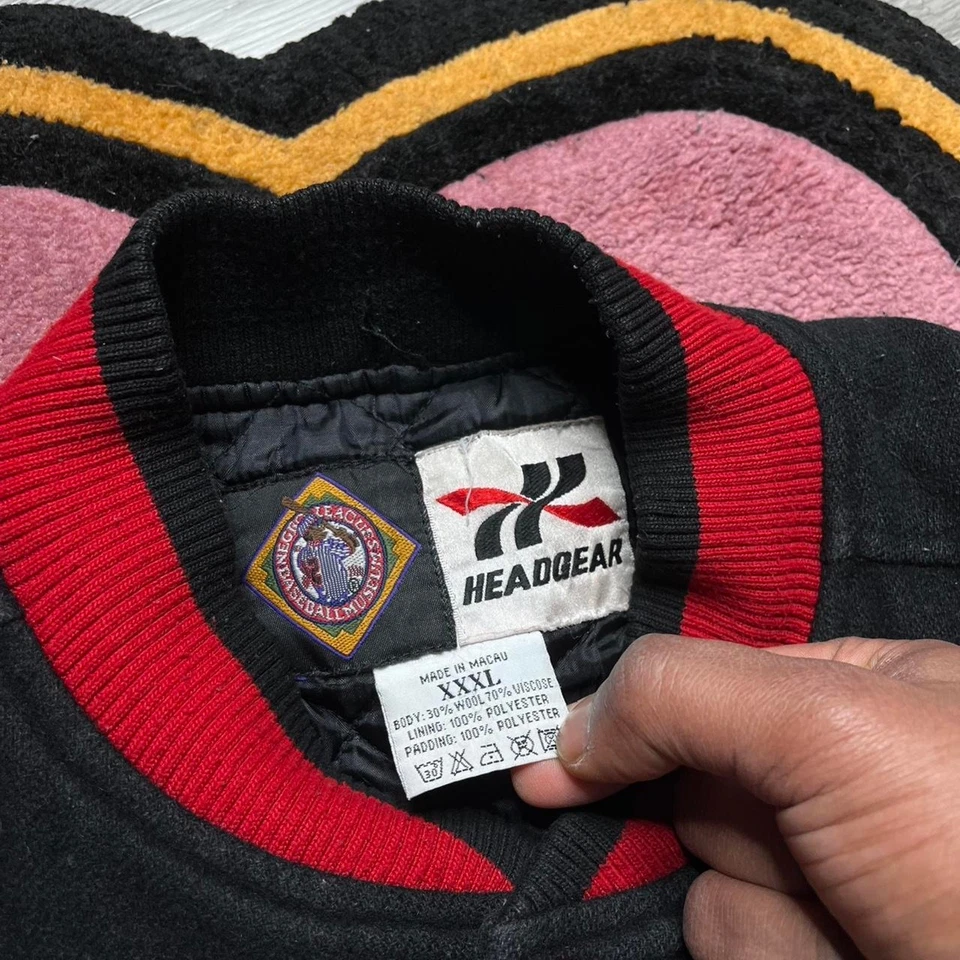 NEGRO LEAGUES
BASEBALL MUSEUM
HEADGEAR
MADE IN MACAU
XXXL
BODY: 30% WOOL 70% VISCOSE
LINING: 100% POLYESTER
PADDING: 100% POLYESTER
30